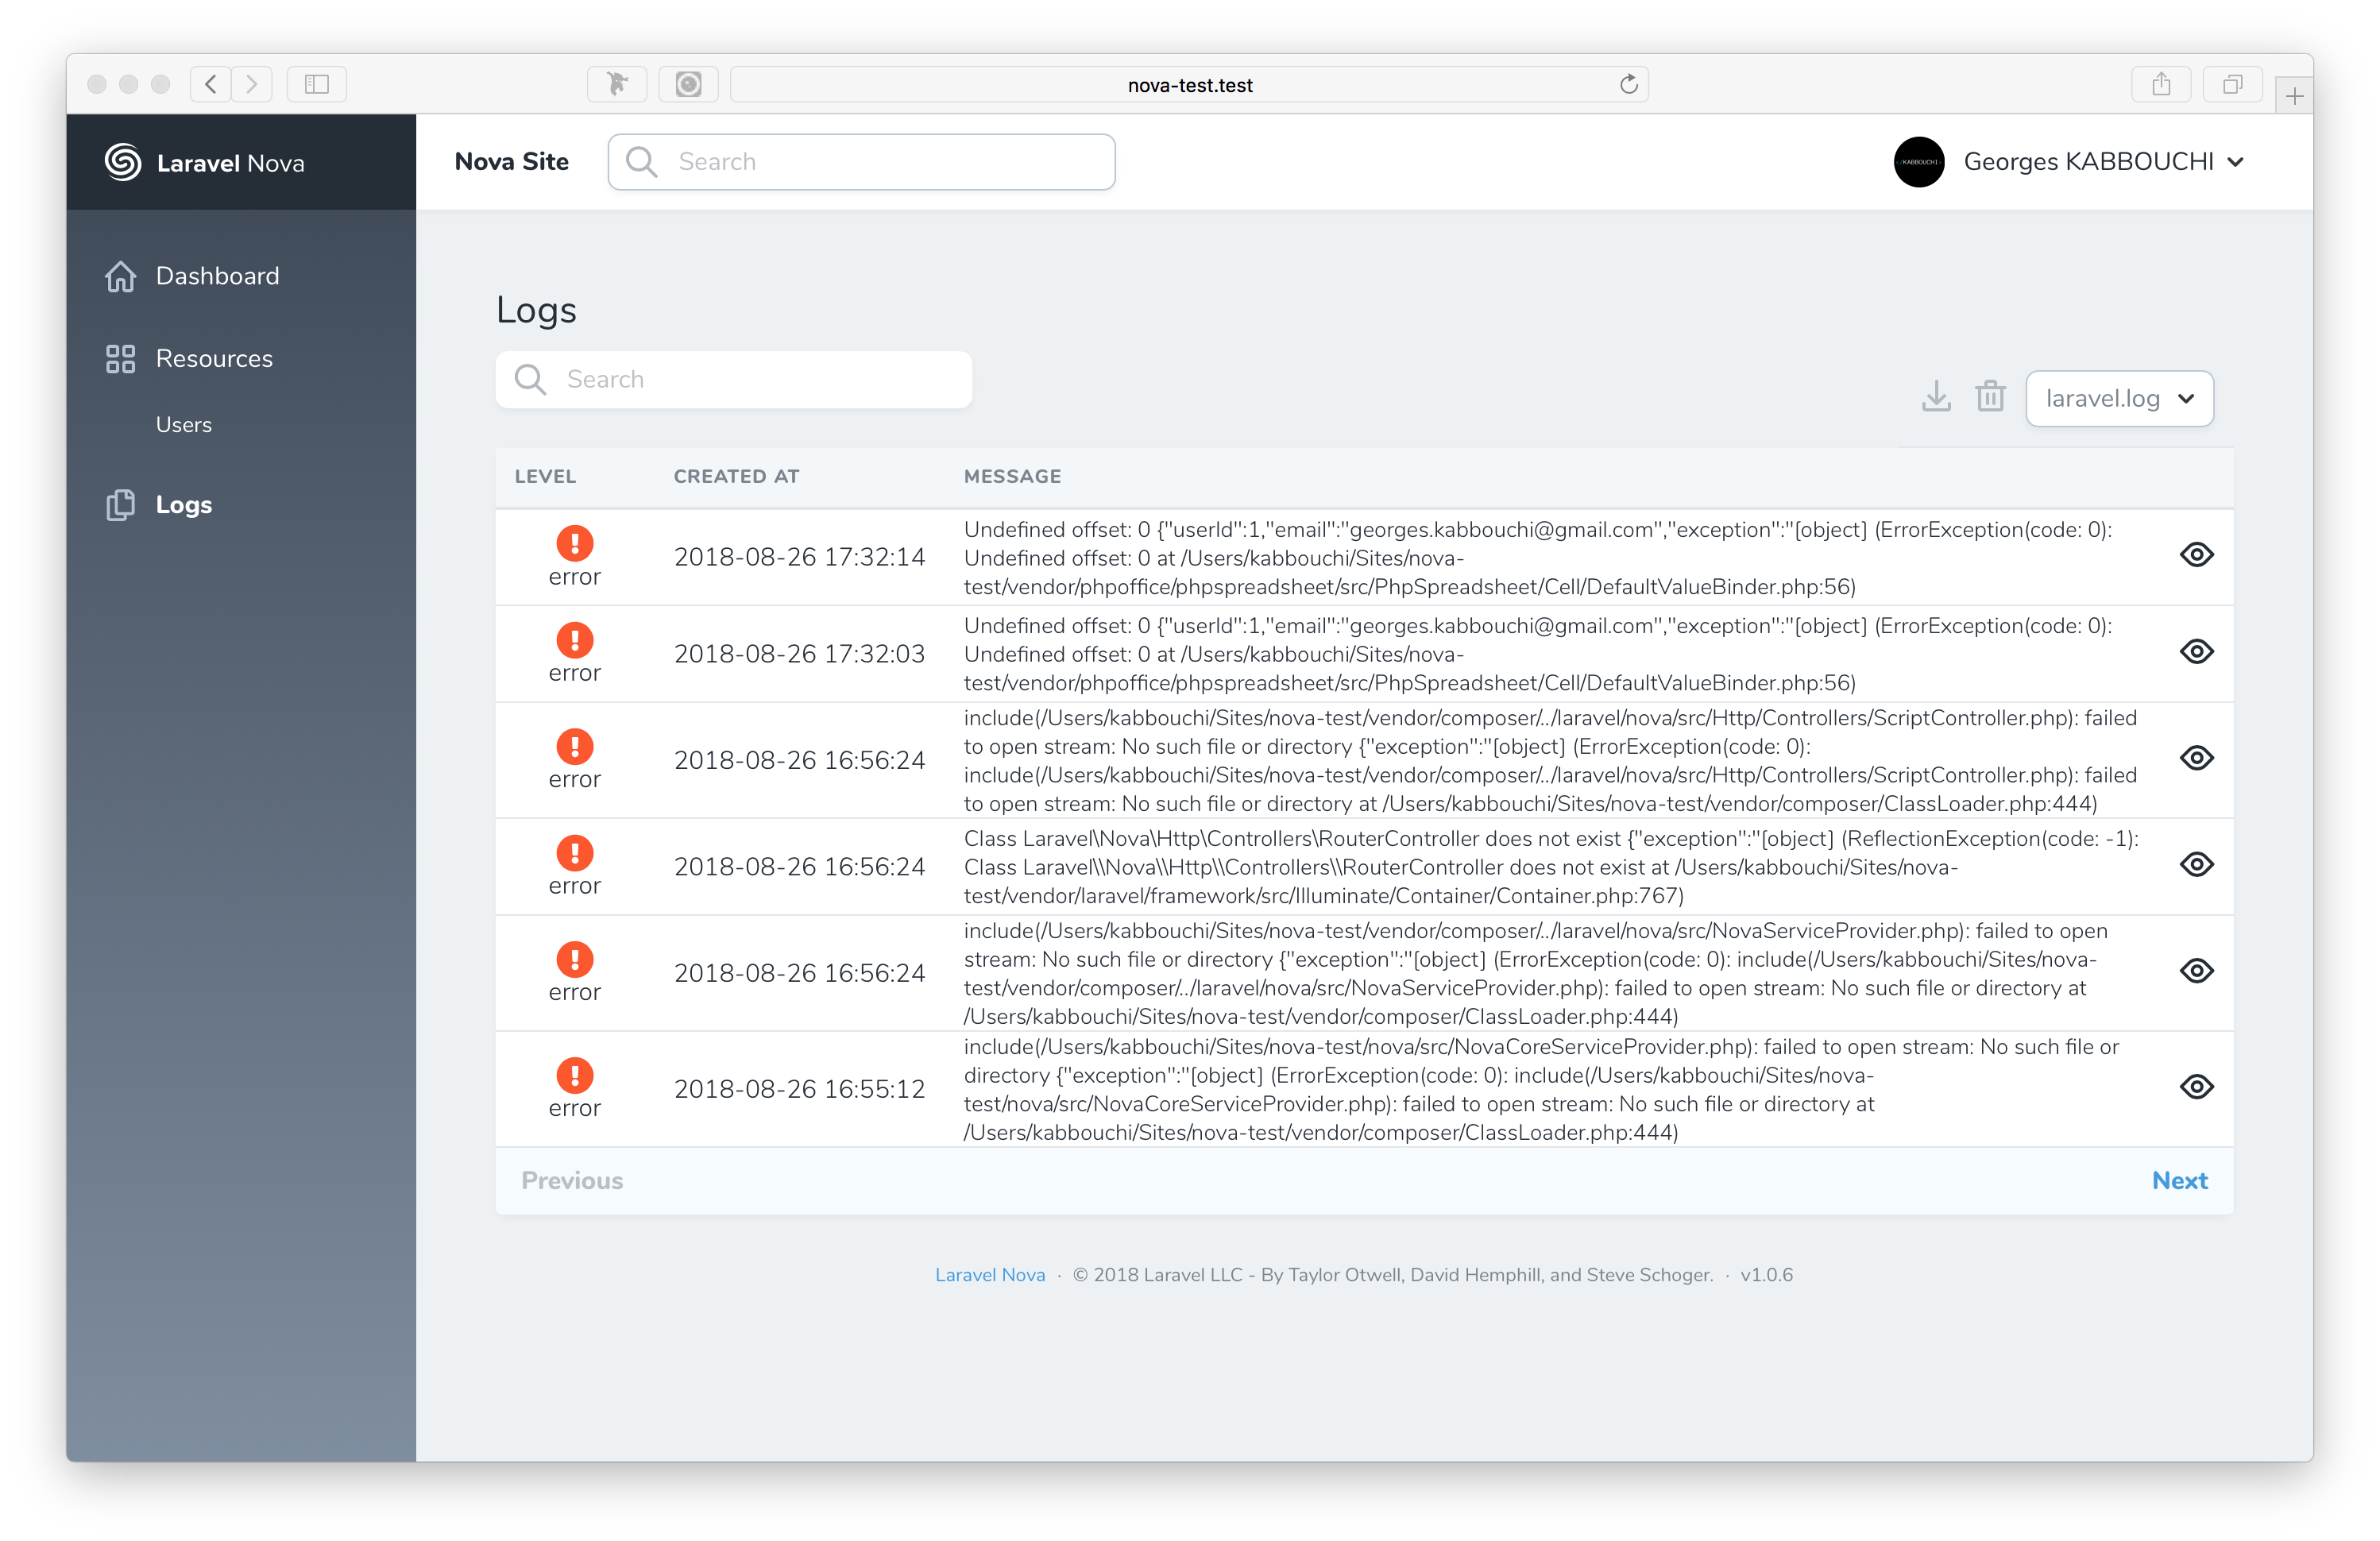 nova-test.test
Laravel Nova
Nova Site
Search
/KABBOUCHI
Georges KABBOUCHI
Dashboard
Resources
Users
Logs
Logs
Search
laravel.log
LEVEL CREATED AT MESSAGE
error
2018-08-26 17:32:14
Undefined offset: 0 {"userId":1,"email":"georges.kabbouchi@gmail.com","exception":"[object] (ErrorException(code: 0):
Undefined offset: 0 at /Users/kabbouchi/Sites/nova-
test/vendor/phpoffice/phpspreadsheet/src/PhpSpreadsheet/Cell/DefaultValueBinder.php:56)
error
2018-08-26 17:32:03
Undefined offset: 0 {"userId":1,"email":"georges.kabbouchi@gmail.com","exception":"[object] (ErrorException(code: 0):
Undefined offset: 0 at /Users/kabbouchi/Sites/nova-
test/vendor/phpoffice/phpspreadsheet/src/PhpSpreadsheet/Cell/DefaultValueBinder.php:56)
error
2018-08-26 16:56:24
include(/Users/kabbouchi/Sites/nova-test/vendor/composer/../laravel/nova/src/Http/Controllers/ScriptController.php): failed
to open stream: No such file or directory {"exception":"[object] (ErrorException(code: 0):
include(/Users/kabbouchi/Sites/nova-test/vendor/composer/../laravel/nova/src/Http/Controllers/ScriptController.php): failed
to open stream: No such file or directory at /Users/kabbouchi/Sites/nova-test/vendor/composer/ClassLoader.php:444)
error
2018-08-26 16:56:24
Class Laravel\Nova\Http\Controllers\RouterController does not exist {"exception":"[object] (ReflectionException(code: -1):
Class Laravel\\Nova\\Http\\Controllers\\RouterController does not exist at /Users/kabbouchi/Sites/nova-
test/vendor/laravel/framework/src/Illuminate/Container/Container.php:767)
error
2018-08-26 16:56:24
include(/Users/kabbouchi/Sites/nova-test/vendor/composer/../laravel/nova/src/NovaServiceProvider.php): failed to open
stream: No such file or directory {"exception":"[object] (ErrorException(code: 0): include(/Users/kabbouchi/Sites/nova-
test/vendor/composer/../laravel/nova/src/NovaServiceProvider.php): failed to open stream: No such file or directory at
/Users/kabbouchi/Sites/nova-test/vendor/composer/ClassLoader.php:444)
error
2018-08-26 16:55:12
include(/Users/kabbouchi/Sites/nova-test/nova/src/NovaCoreServiceProvider.php): failed to open stream: No such file or
directory {"exception":"[object] (ErrorException(code: 0): include(/Users/kabbouchi/Sites/nova-
test/nova/src/NovaCoreServiceProvider.php): failed to open stream: No such file or directory at
/Users/kabbouchi/Sites/nova-test/vendor/composer/ClassLoader.php:444)
Previous
Next
Laravel Nova · © 2018 Laravel LLC - By Taylor Otwell, David Hemphill, and Steve Schoger. · v1.0.6